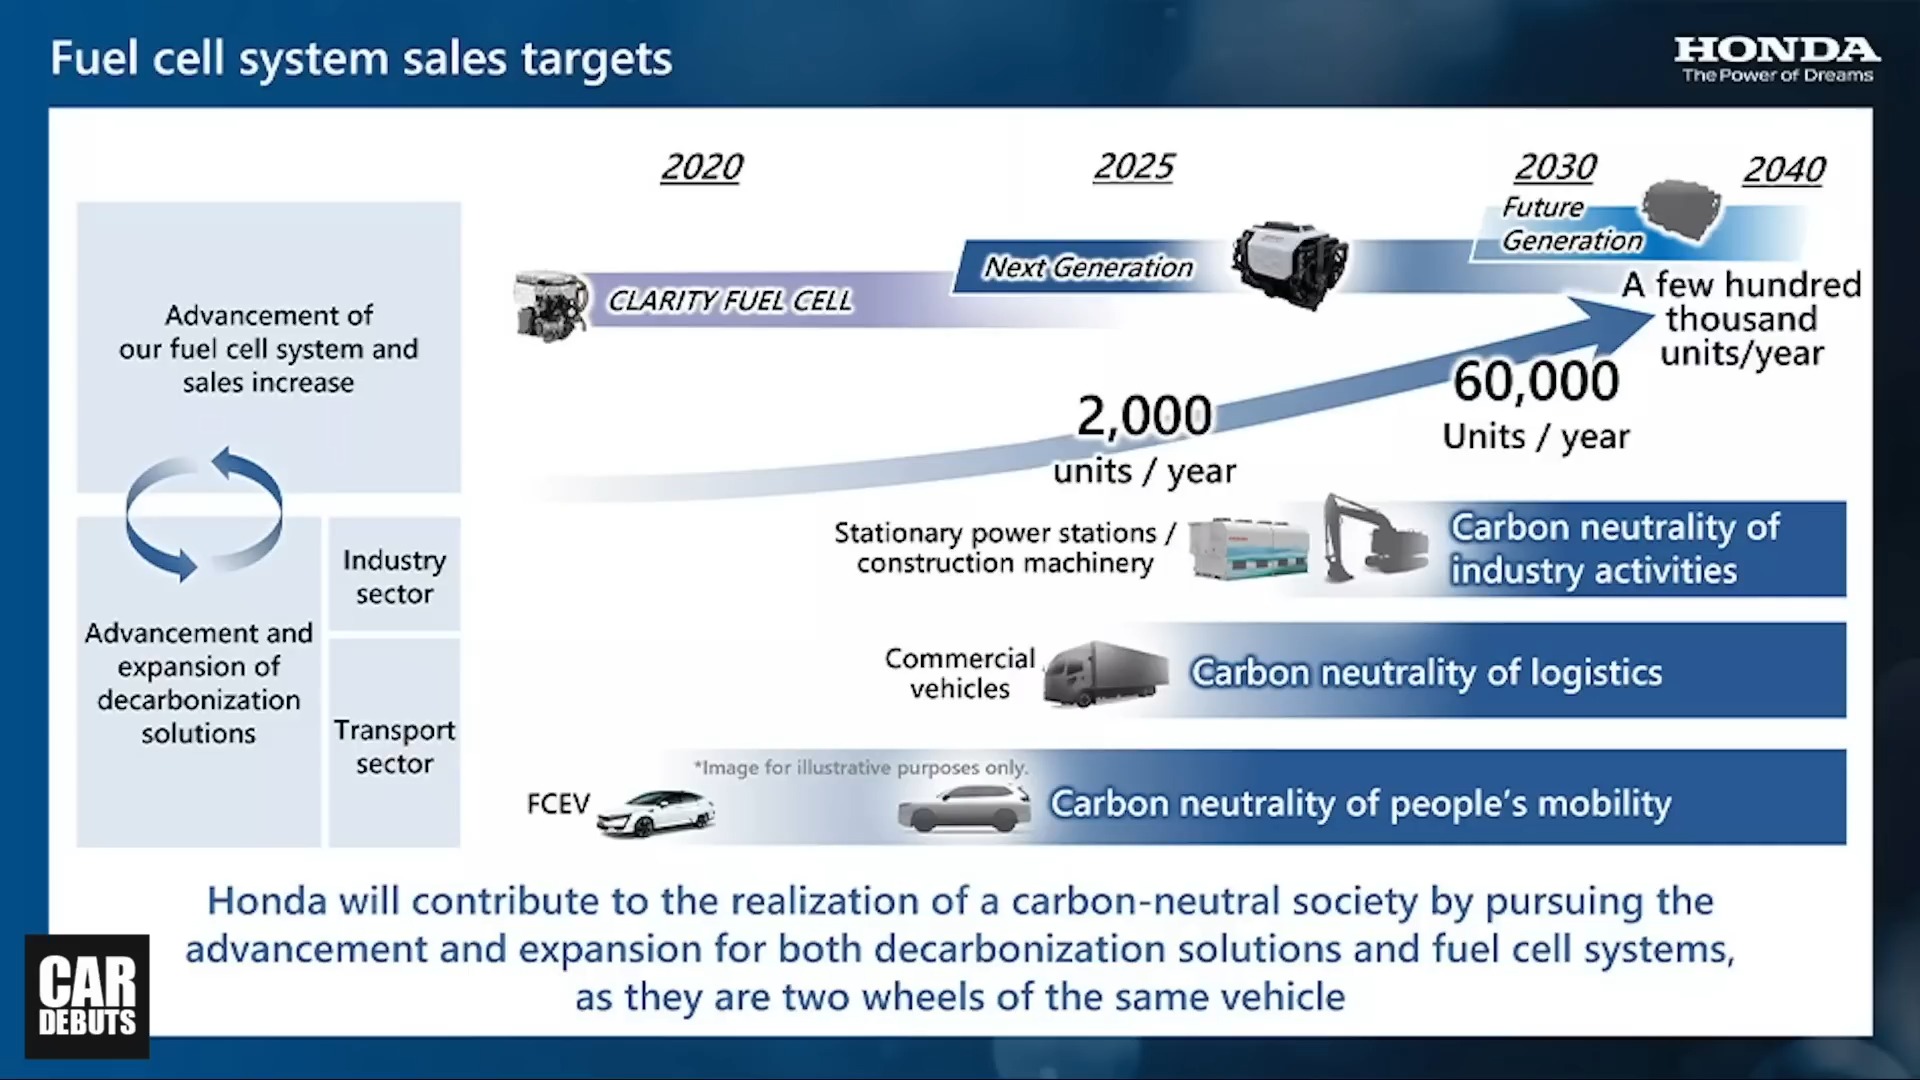 Fuel cell system sales targets
HONDA
The Power of Dreams
2020
2025
2030
2040
Future
Generation
Next Generation
CLARITY FUEL CELL
A few hundred
thousand
units/year
Advancement of
our fuel cell system and
sales increase
60,000
Units / year
2,000
units / year
Stationary power stations /
construction machinery
Carbon neutrality of
industry activities
Industry
sector
Advancement and
expansion of
decarbonization
solutions
Commercial
vehicles
Carbon neutrality of logistics
Transport
sector
*Image for illustrative purposes only.
FCEV
Carbon neutrality of people's mobility
Honda will contribute to the realization of a carbon-neutral society by pursuing the
advancement and expansion for both decarbonization solutions and fuel cell systems,
as they are two wheels of the same vehicle
CAR
DEBUTS